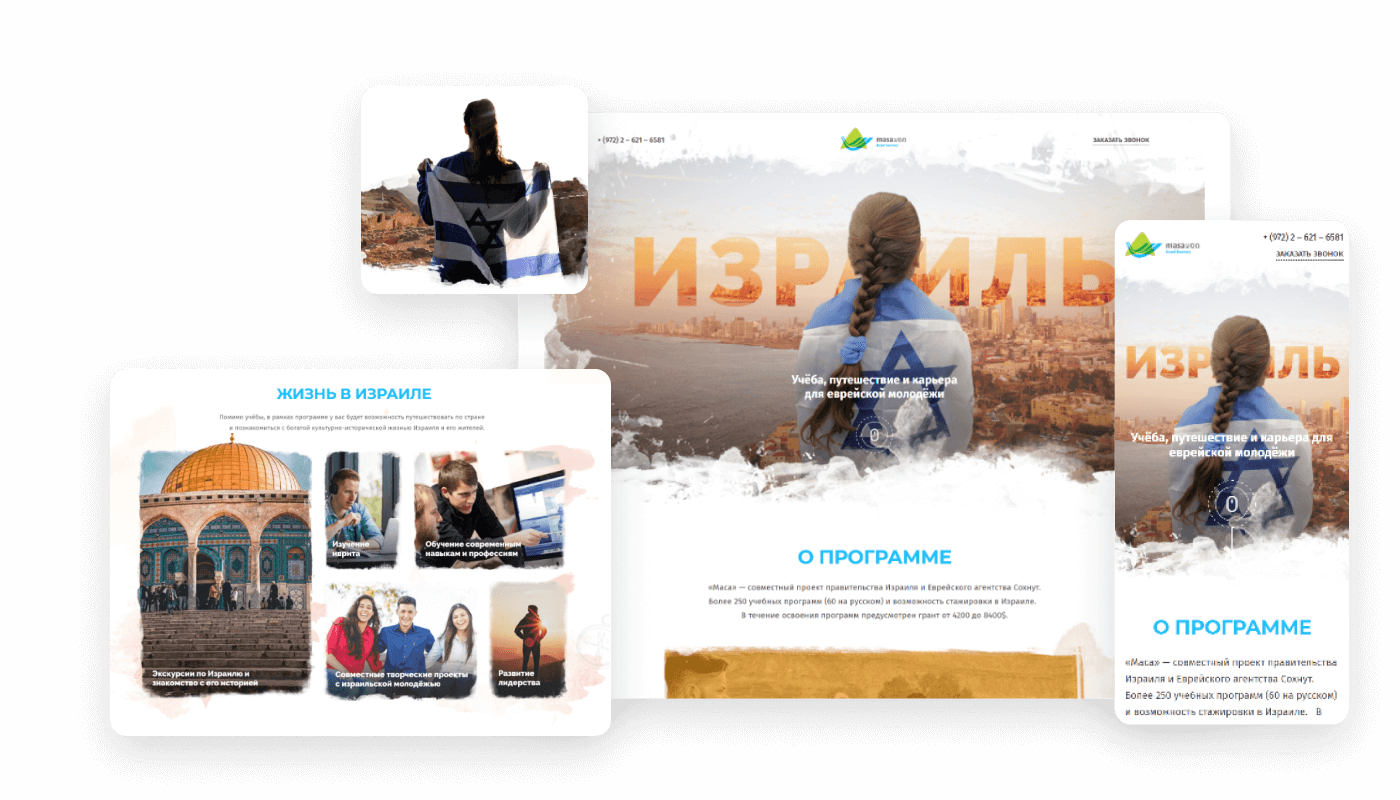 + (972) 2 – 621 – 6581
masa
ЗАКАЗАТЬ ЗВОНОК
ИЗРАИЛЬ
Учёба, путешествие и карьера
для еврейской молодёжи
О ПРОГРАММЕ
«Маса» — совместный проект правительства Израиля и Еврейского агентства Сохнут.
Более 250 учебных программ (60 на русском) и возможность стажировки в Израиле.
В течение освоения программ предусмотрен грант от 4200 до 8400$.
ЖИЗНЬ В ИЗРАИЛЕ
Помимо учёбы, в рамках программе у вас будет возможность путешествовать по стране
и познакомиться с богатой культурно-исторической жизнью Израиля и его жителей.
Изучение
иврита
Обучение современным
навыкам и профессиям
Экскурсии по Израилю и
знакомство с его историей
Совместные творческие проекты
с израильской молодёжью
Развитие
лидерства
masa
+ (972) 2 – 621 – 6581
ЗАКАЗАТЬ ЗВОНОК
ИЗРАИЛЬ
Учёба, путешествие и карьера для
еврейской молодёжи
О ПРОГРАММЕ
«Маса» — совместный проект правительства
Израиля и Еврейского агентства Сохнут.
Более 250 учебных программ (60 на русском)
и возможность стажировки в Израиле. В